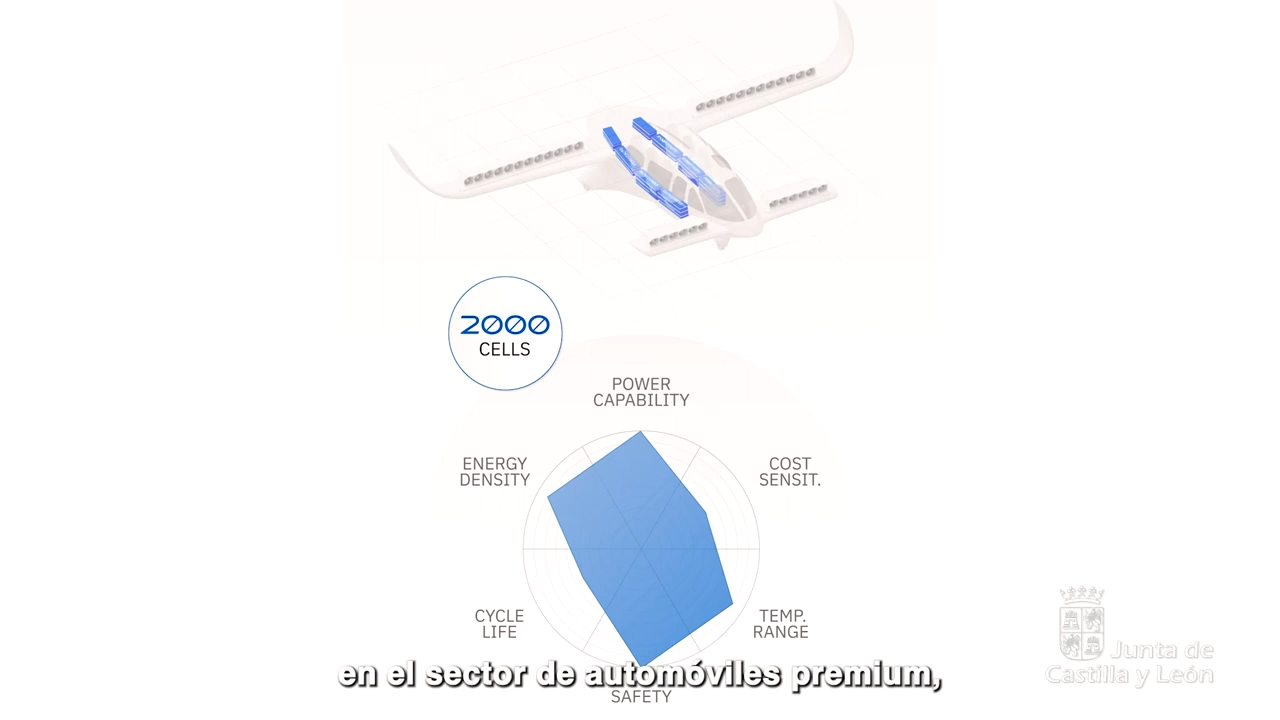 2000
CELLS
POWER
CAPABILITY
ENERGY
DENSITY
COST
SENSIT.
CYCLE
LIFE
TEMP.
RANGE
en el sector de automóviles premium,
SAFETY
Junta de
Castilla y León